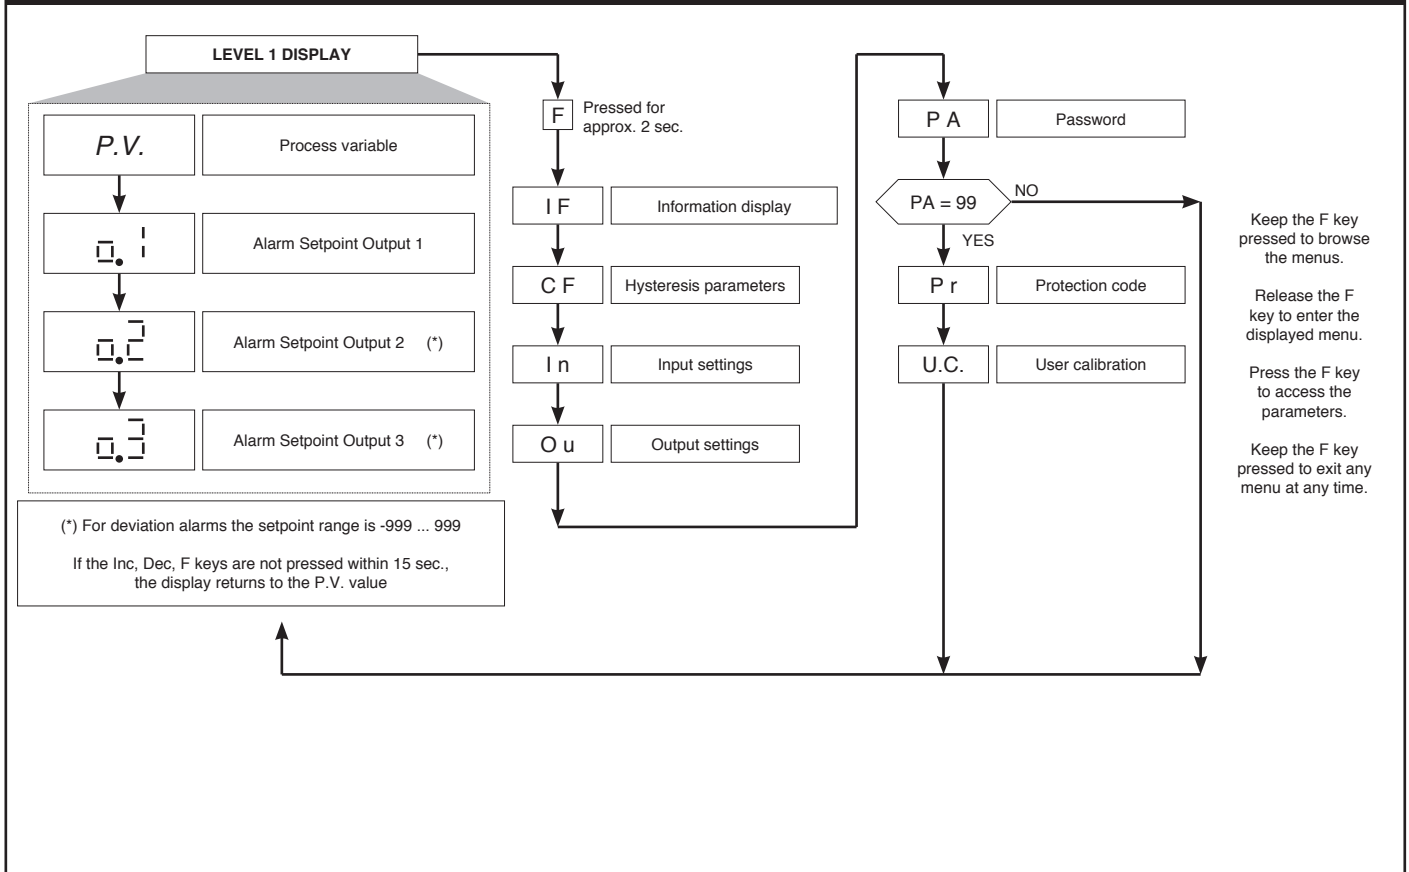 LEVEL 1 DISPLAY
P.V.
Process variable
o.1
Alarm Setpoint Output 1
o.2
Alarm Setpoint Output 2 (*)
o.3
Alarm Setpoint Output 3 (*)
(*) For deviation alarms the setpoint range is -999 ... 999
If the Inc, Dec, F keys are not pressed within 15 sec.,
the display returns to the P.V. value
F
Pressed for
approx. 2 sec.
I F
Information display
C F
Hysteresis parameters
I n
Input settings
O u
Output settings
P A
Password
PA = 99
NO
YES
P r
Protection code
U.C.
User calibration
Keep the F key
pressed to browse
the menus.
Release the F
key to enter the
displayed menu.
Press the F key
to access the
parameters.
Keep the F key
pressed to exit any
menu at any time.